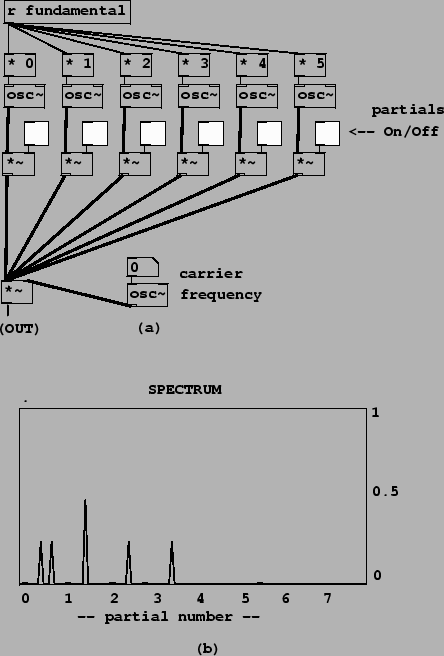 r fundamental
* 0 * 1 * 2 * 3 * 4 * 5
osc~ osc~ osc~ osc~ osc~ osc~
partials
<-- On/Off
*~ *~ *~ *~ *~ *~
0
carrier
*~ osc~ frequency
(OUT) (a)
SPECTRUM
1
0.5
0
0 1 2 3 4 5 6 7
-- partial number --
(b)